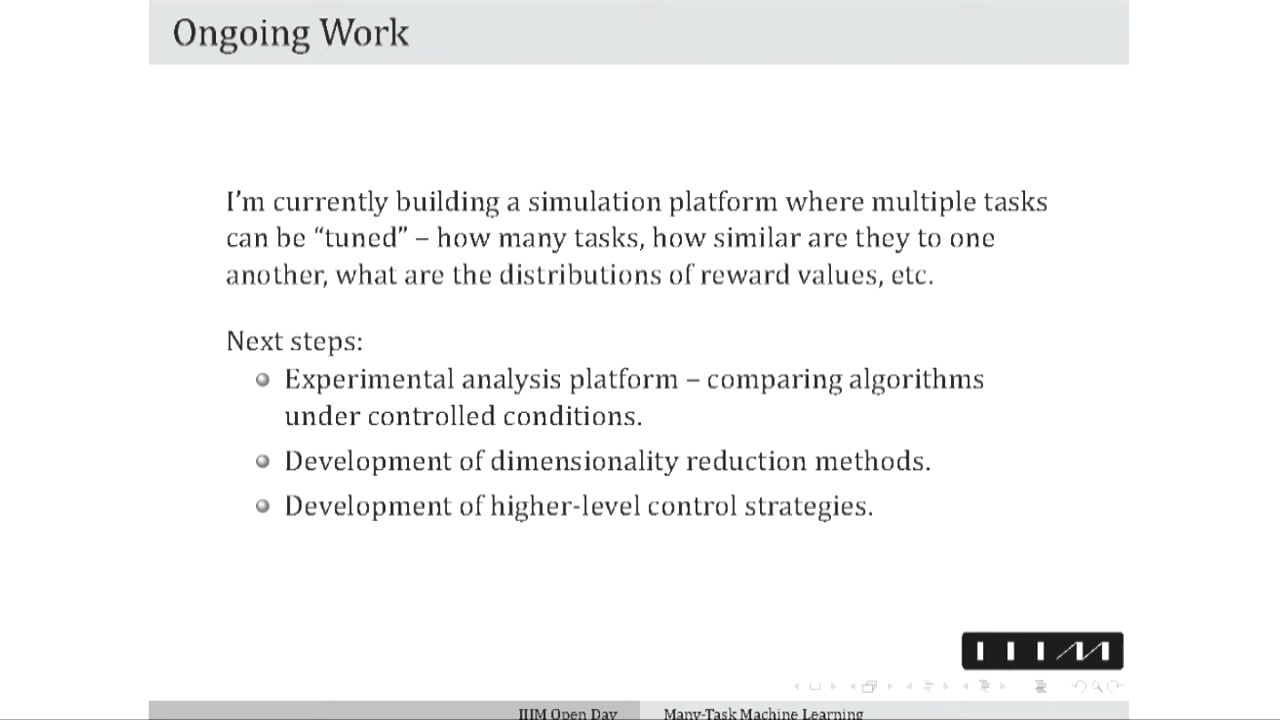 Ongoing Work
I'm currently building a simulation platform where multiple tasks
can be “tuned” – how many tasks, how similar are they to one
another, what are the distributions of reward values, etc.
Next steps:
Experimental analysis platform – comparing algorithms
under controlled conditions.
Development of dimensionality reduction methods.
Development of higher-level control strategies.
IIIM
IIIM Open Day
Many-Task Machine Learning